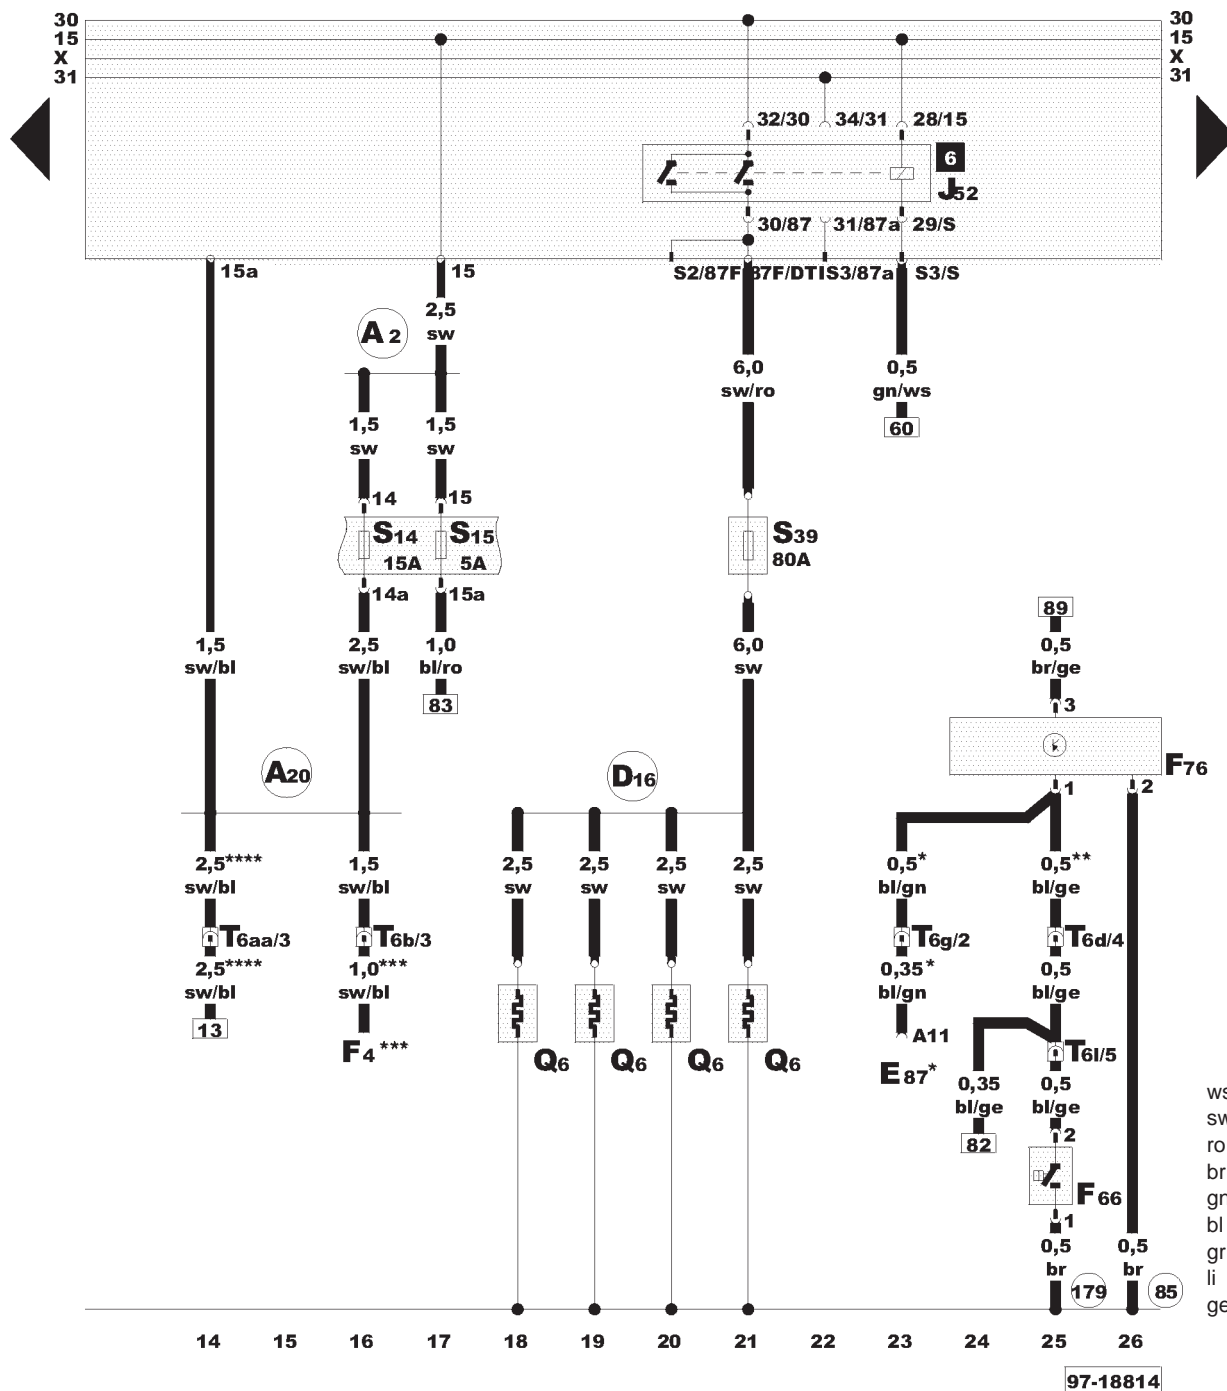 30 30
15 15
X X
31 31
32/30 34/31 28/15
6
J52
30/87 31/87a 29/S
15a 15 S2/87F 87F/DTI S3/87a S3/S
2,5
sw
A2
6,0 0,5
sw/ro gn/ws
1,5 1,5
sw sw
60
14 15
S14 S15 S39
15A 5A 80A
14a 15a
89
1,5 2,5 1,0 6,0 0,5
sw/bl sw/bl bl/ro sw br/ge
83 3
A20 D16 F76
1 2
2,5**** 1,5 2,5 2,5 2,5 2,5 0,5* 0,5**
sw/bl sw/bl sw sw sw sw bl/gn bl/ge
T6aa/3 T6b/3 T6g/2 T6d/4
2,5**** 1,0*** 0,35* 0,5
sw/bl sw/bl bl/gn bl/ge
13 A11
F4*** Q6 Q6 Q6 Q6 E87* T6l/5
0,35 0,5
bl/ge bl/ge
82 2
F66
1
0,5 0,5
br br
179 85
ws
sw
ro
br
gn
bl
gr
li
ge
14 15 16 17 18 19 20 21 22 23 24 25 26
97-18814